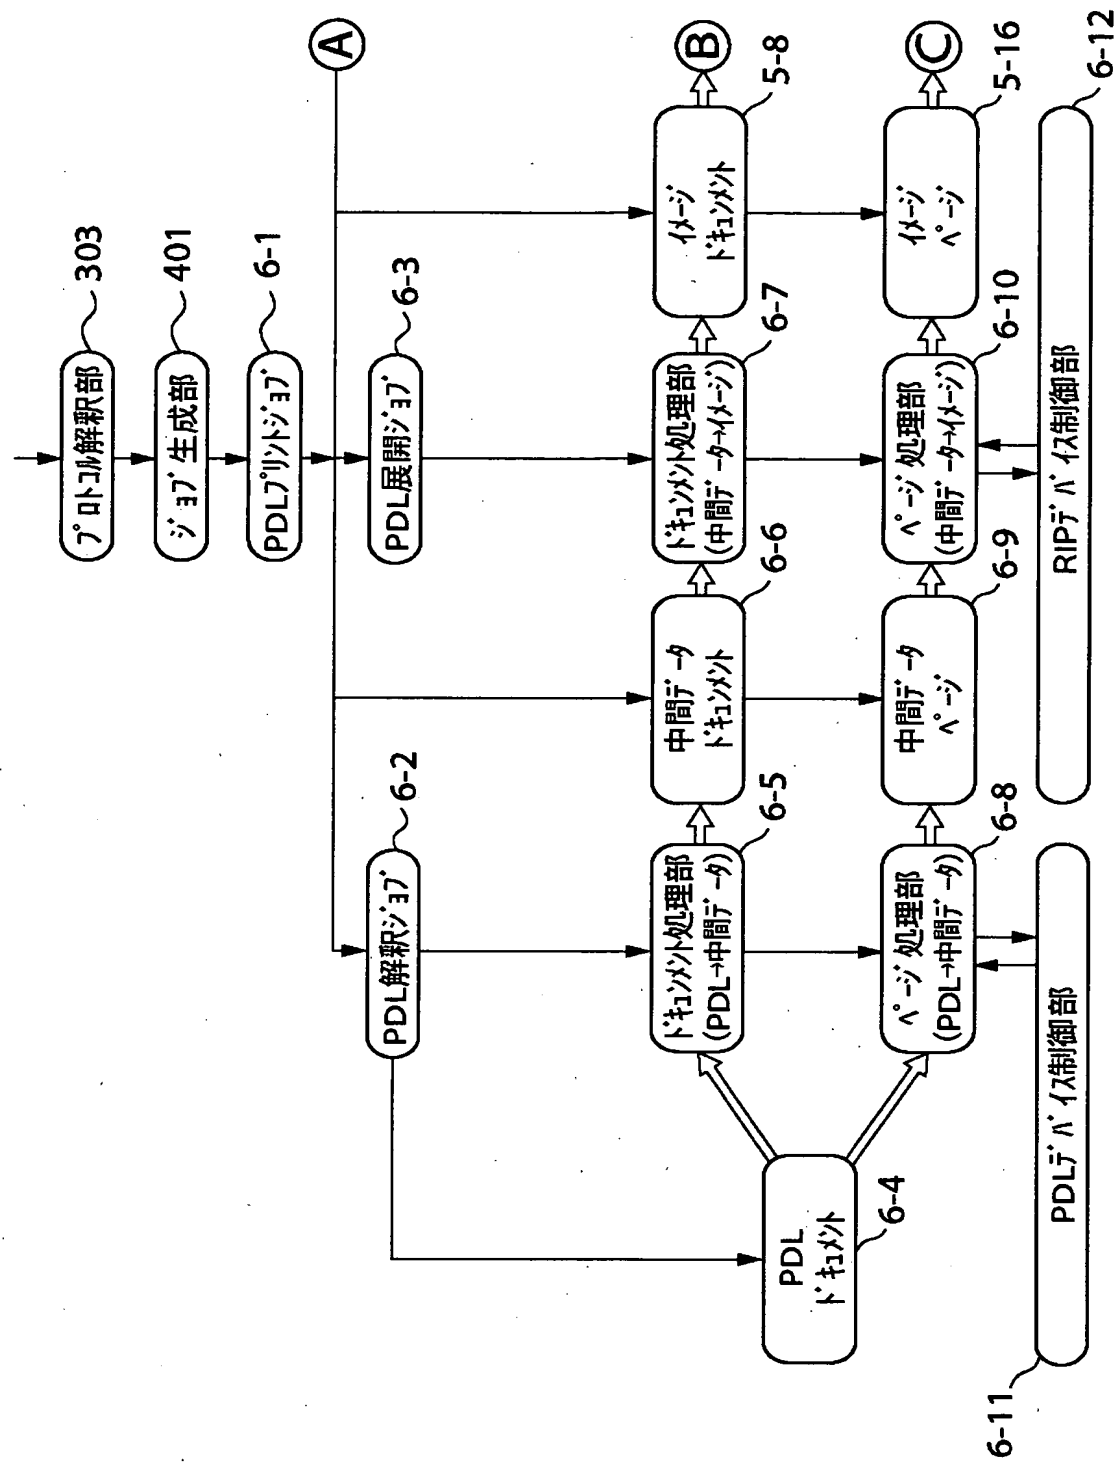 プロトコル解釈部
303
ジョブ生成部
401
PDLプリントジョブ
6-1
A
PDL解釈ジョブ
6-2
PDL展開ジョブ
6-3
PDL
ドキュメント
6-4
ドキュメント処理部
(PDL→中間データ)
6-5
中間データ
ドキュメント
6-6
ドキュメント処理部
(中間データ→イメージ)
6-7
イメージ
ドキュメント
5-8
B
ページ処理部
(PDL→中間データ)
6-8
中間データ
ページ
6-9
ページ処理部
(中間データ→イメージ)
6-10
イメージ
ページ
5-16
C
PDLデバイス制御部
6-11
RIPデバイス制御部
6-12